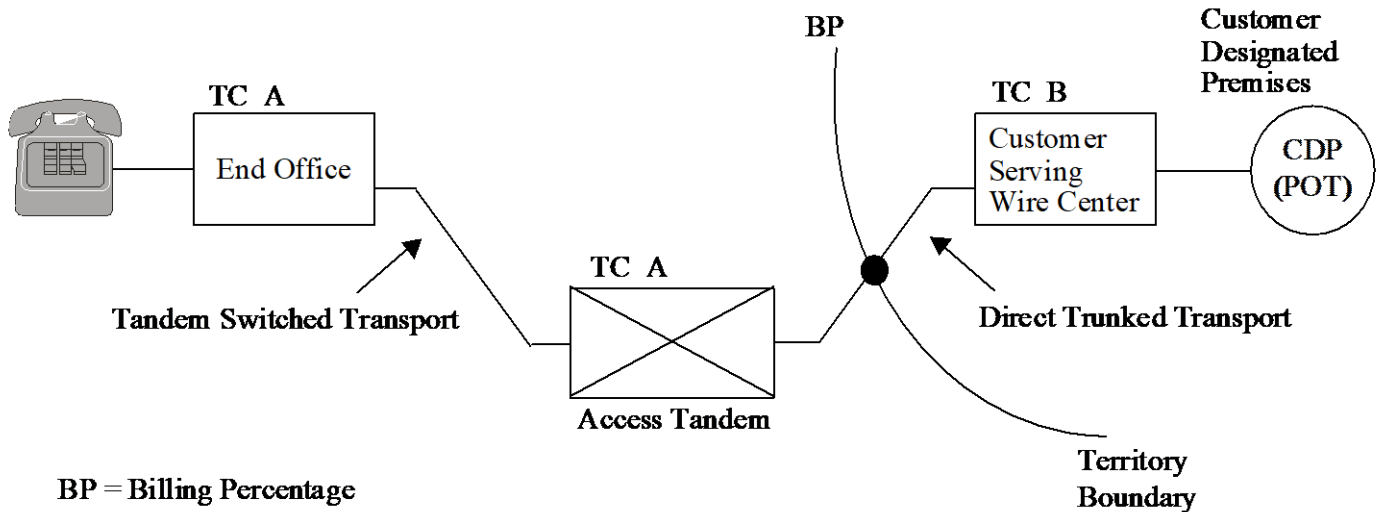 Customer
Designated
Premises
BP
TC A
TC B
End Office
Customer
Serving
Wire Center
CDP
(POT)
TC A
Tandem Switched Transport
Direct Trunked Transport
Access Tandem
Territory
Boundary
BP = Billing Percentage